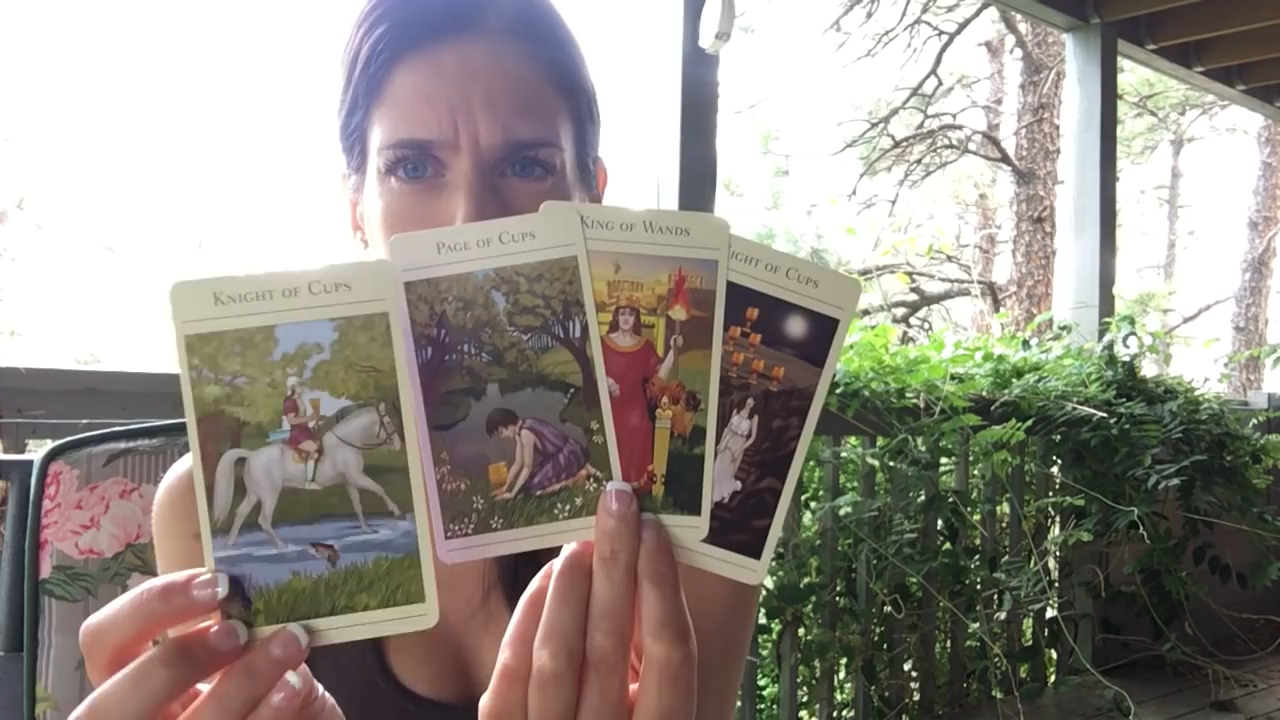 KNIGHT OF CUPS
PAGE OF CUPS
KING OF WANDS
IGHT OF CUPS